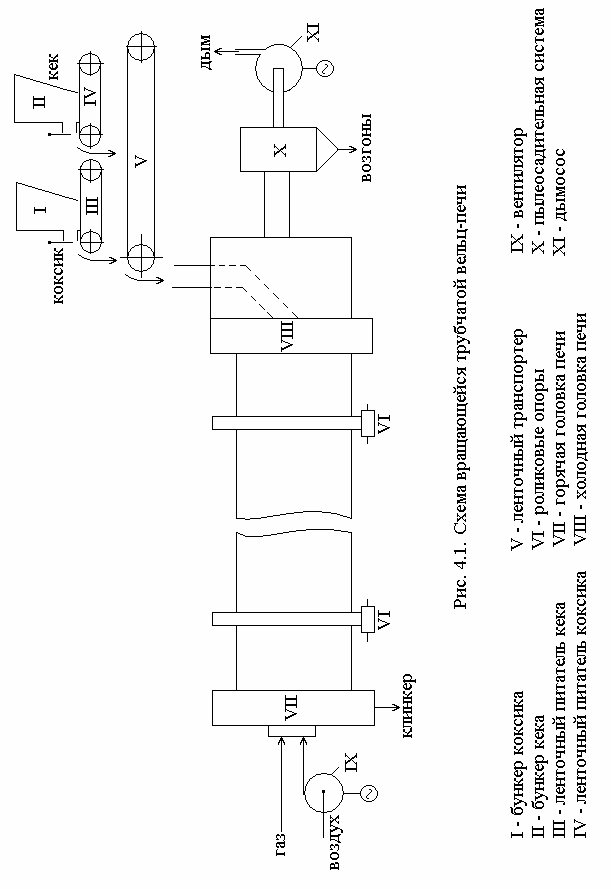 кек
II
IV
коксик
I
III
V
дым
XI
X
возгоны
VIII
VI
VI
VII
клинкер
газ
воздух
IX
Рис. 4.1. Схема вращающейся трубчатой вельц-печи
I - бункер коксика
II - бункер кека
III - ленточный питатель кека
IV - ленточный питатель коксика
V - ленточный транспортер
VI - роликовые опоры
VII - горячая головка печи
VIII - холодная головка печи
IX - вентилятор
X - пылеосадительная система
XI - дымосос